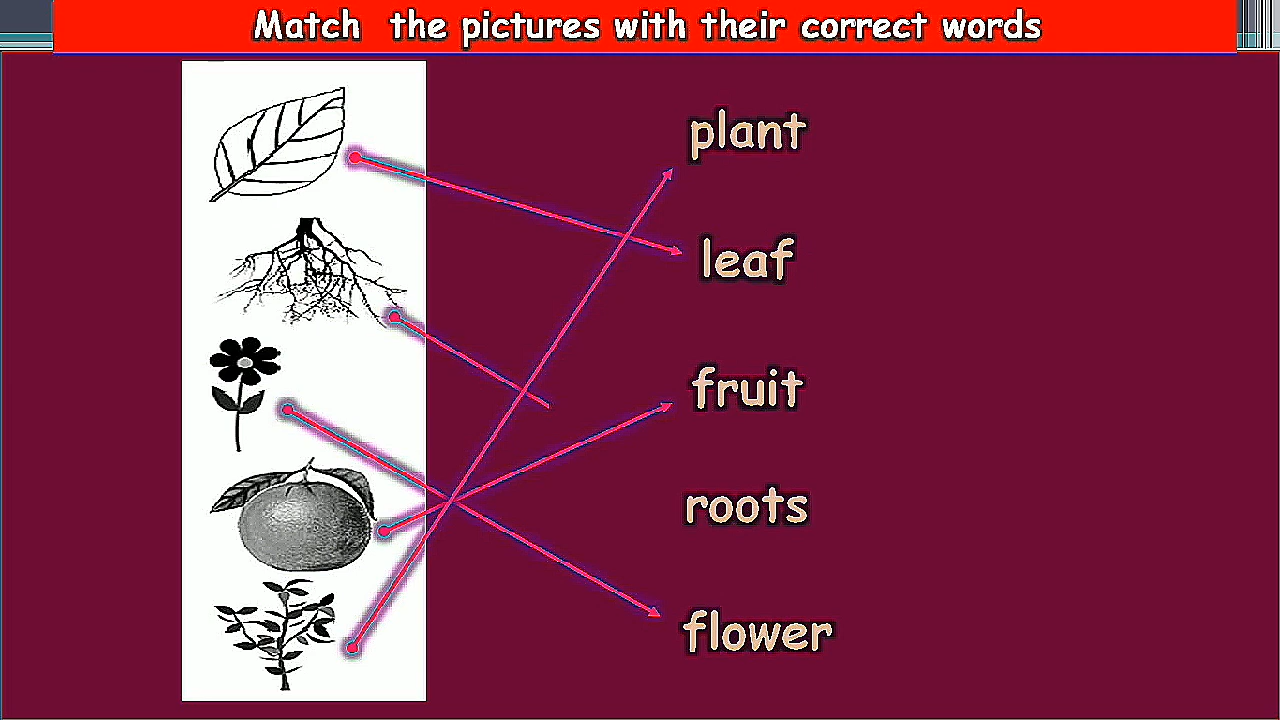 Match the pictures with their correct words
plant
leaf
fruit
roots
flower